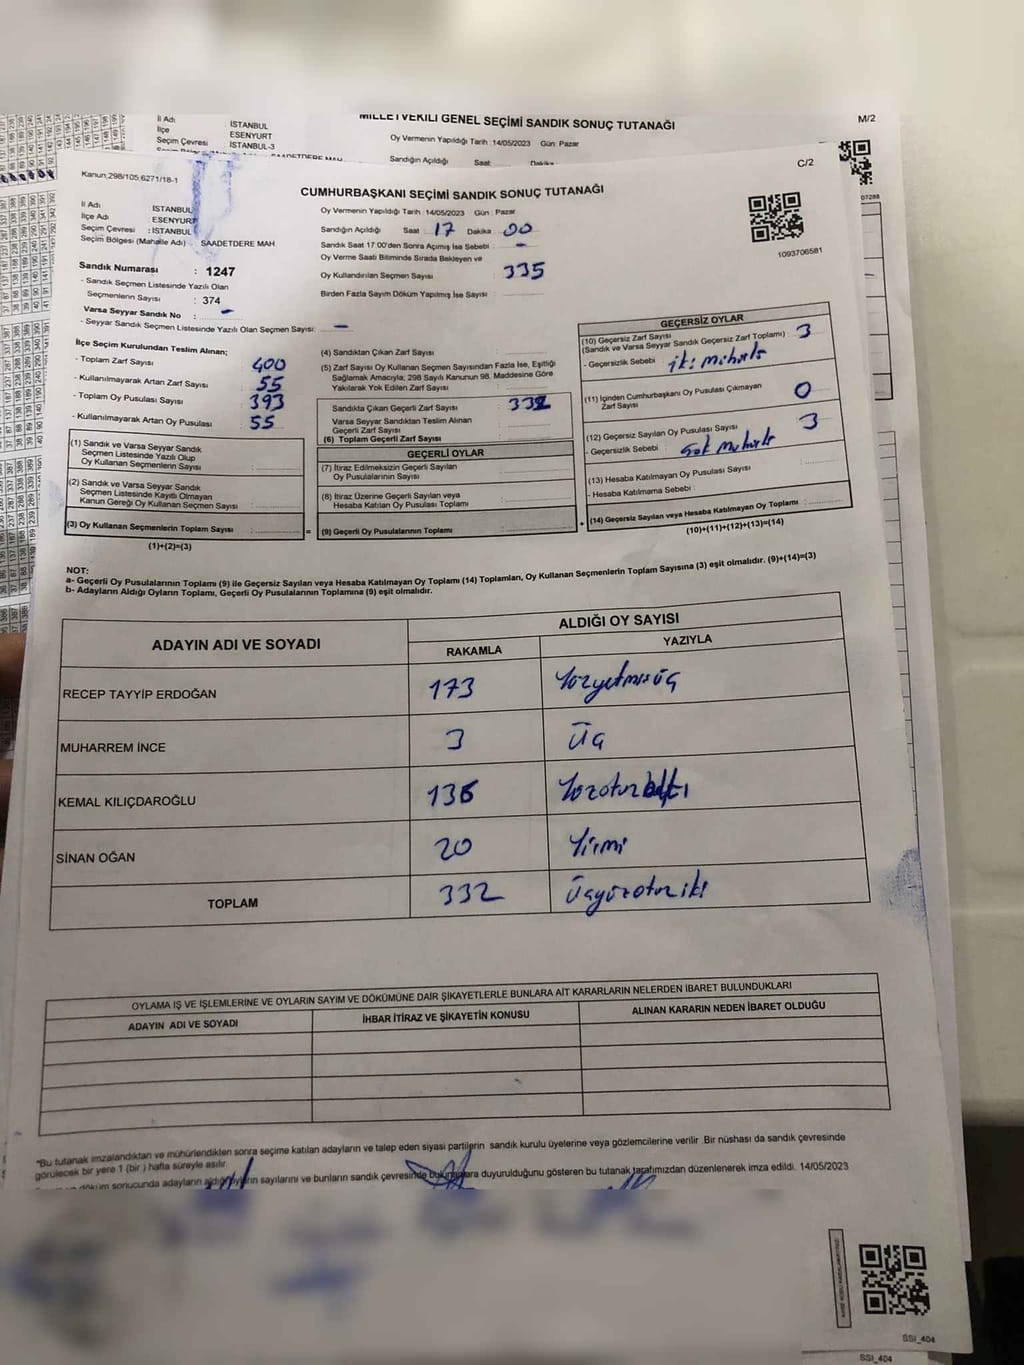 MİLLETVEKİLİ GENEL SEÇİMİ SANDIK SONUÇ TUTANAĞI
M/2
İl Adı İSTANBUL
İlçe ESENYURT
Seçim Çevresi İSTANBUL-3
SAADETDERE MAH
Oy Vermenin Yapıldığı Tarih :14/05/2023 Gün: Pazar
Sandığın Açıldığı Saat: Dakika
07288
C/2
Kanun,298/105,6271/18-1
CUMHURBAŞKANI SEÇİMİ SANDIK SONUÇ TUTANAĞI
İl Adı : İSTANBUL
İlçe Adı : ESENYURT
Seçim Çevresi : İSTANBUL
Seçim Bölgesi (Mahalle Adı) . SAADETDERE MAH.
Sandık Numarası : 1247
- Sandık Seçmen Listesinde Yazılı Olan
Seçmenlerin Sayısı : 374
Varsa Seyyar Sandık No : -
- Seyyar Sandık Seçmen Listesinde Yazılı Olan Seçmen Sayısı: -
Oy Vermenin Yapıldığı Tarih :14/05/2023 Gün : Pazar
Sandığın Açıldığı Saat 17 Dakika 00
Sandık Saat 17.00'den Sonra Açılmış İse Sebebi : -
Oy Verme Saati Bitiminde Sırada Bekleyen ve
Oy Kullandırılan Seçmen Sayısı 335
Birden Fazla Sayım Döküm Yapılmış İse Sayısı :
1093706581
İlçe Seçim Kurulundan Teslim Alınan;
- Toplam Zarf Sayısı 400
- Kullanılmayarak Artan Zarf Sayısı 55
- Toplam Oy Pusulası Sayısı 393
- Kullanılmayarak Artan Oy Pusulası 55
(1) Sandık ve Varsa Seyyar Sandık
Seçmen Listesinde Yazılı Olup
Oy Kullanan Seçmenlerin Sayısı
(2) Sandık ve Varsa Seyyar Sandık
Seçmen Listesinde Kayıtlı Olmayan
Kanun Gereği Oy Kullanan Seçmen Sayısı
(3) Oy Kullanan Seçmenlerin Toplam Sayısı
(1)+(2)=(3)
(4) Sandıktan Çıkan Zarf Sayısı
(5) Zarf Sayısı Oy Kullanan Seçmen Sayısından Fazla İse, Eşitliği
Sağlamak Amacıyla; 298 Sayılı Kanunun 98. Maddesine Göre
Yakılarak Yok Edilen Zarf Sayısı
Sandıkta Çıkan Geçerli Zarf Sayısı 332
Varsa Seyyar Sandıktan Teslim Alınan
Geçerli Zarf Sayısı
(6) Toplam Geçerli Zarf Sayısı
GEÇERLİ OYLAR
(7) İtiraz Edilmeksizin Geçerli Sayılan
Oy Pusulasının Sayısı
(8) İtiraz Üzerine Geçerli Sayılan veya
Hesaba Katılan Oy Pusulası Toplamı
(9) Geçerli Oy Pusulalarının Toplamı
GEÇERSİZ OYLAR
(10) Geçersiz Zarf Sayısı 3
(Sandık ve Varsa Seyyar Sandık Geçersiz Zarf Toplamı)
- Geçersizlik Sebebi iki mühürlü
(11) İçinden Cumhurbaşkanı Oy Pusulası Çıkmayan
Zarf Sayısı 0
(12) Geçersiz Sayılan Oy Pusulası Sayısı 3
- Geçersizlik Sebebi : çok mühürlü
(13) Hesaba Katılmayan Oy Pusulası Sayısı
- Hesaba Katılmama Sebebi :
(14) Geçersiz Sayılan veya Hesaba Katılmayan Oy Toplamı
(10)+(11)+(12)+(13)=(14)
NOT:
a- Geçerli Oy Pusulalarının Toplamı (9) ile Geçersiz Sayılan veya Hesaba Katılmayan Oy Toplamı (14) Toplamları, Oy Kullanan Seçmenlerin Toplam Sayısına (3) eşit olmalıdır. (9)+(14)=(3)
b- Adayların Aldığı Oyların Toplamı, Geçerli Oy Pusulalarının Toplamına (9) eşit olmalıdır.
ADAYIN ADI VE SOYADI
ALDIĞI OY SAYISI
RAKAMLA YAZIYLA
RECEP TAYYİP ERDOĞAN 173 Yüzyetmişüç
MUHARREM İNCE 3 Üç
KEMAL KILIÇDAROĞLU 136 Yüzotuzaltı
SİNAN OĞAN 20 Yirmi
TOPLAM 332 Üçyüzotuziki
OYLAMA İŞ VE İŞLEMLERİNE VE OYLARIN SAYIM VE DÖKÜMÜNE DAİR ŞİKAYETLERLE BUNLARA AİT KARARLARIN NELERDEN İBARET BULUNDUKLARI
ADAYIN ADI VE SOYADI İHBAR İTİRAZ VE ŞİKAYETİN KONUSU ALINAN KARARIN NEDEN İBARET OLDUĞU
*Bu tutanak imzalandıktan ve mühürlendikten sonra seçime katılan adayların ve talep eden siyasi partilerin sandık kurulu üyelerine veya gözlemcilerine verilir .Bir nüshası da sandık çevresinde
görülecek bir yere 1 (bir ) hafta süreyle asılır.
döküm sonucunda adayların aldığı oyların sayılarını ve bunların sandık çevresinde bulunanlara duyurulduğunu gösteren bu tutanak tarafımızdan düzenlenerek imza edildi. 14/05/2023
SSI_404
SSI_404